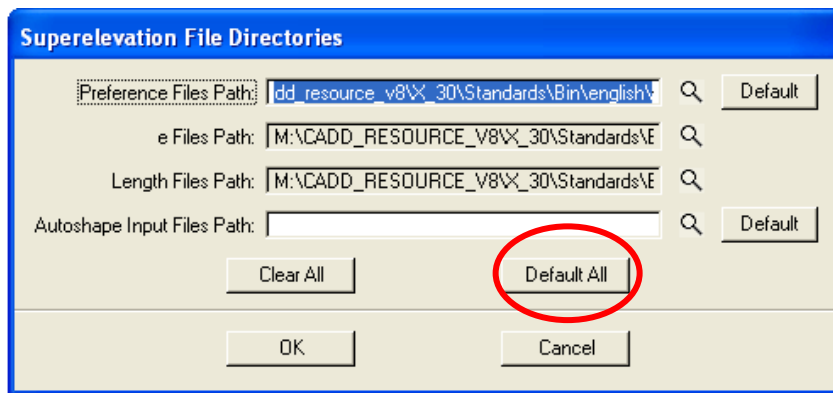 Superelevation File Directories
Preference Files Path: dd_resource_v8\X_30\Standards\Bin\english\ Default
e Files Path: M:\CADD_RESOURCE_V8\X_30\Standards\E
Length Files Path: M:\CADD_RESOURCE_V8\X_30\Standards\E
Autoshape Input Files Path: Default
Clear All Default All
OK Cancel